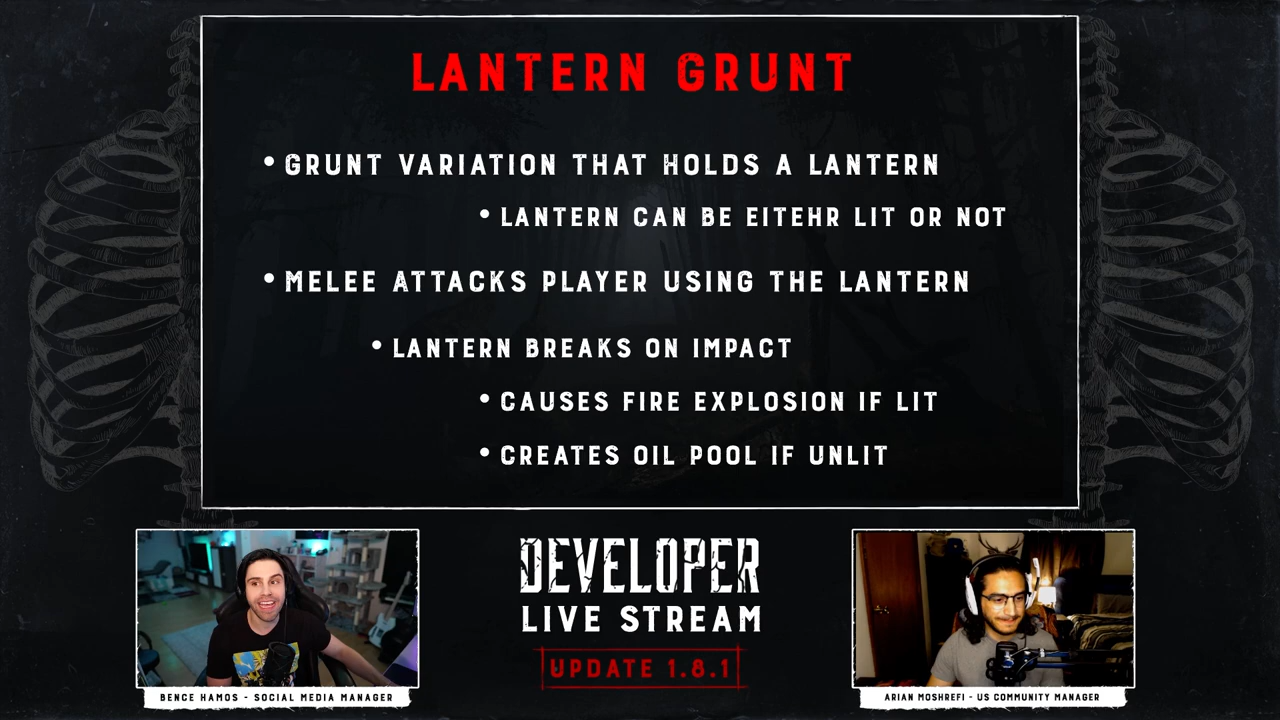 LANTERN GRUNT
• GRUNT VARIATION THAT HOLDS A LANTERN
• LANTERN CAN BE EITEHR LIT OR NOT
• MELEE ATTACKS PLAYER USING THE LANTERN
• LANTERN BREAKS ON IMPACT
• CAUSES FIRE EXPLOSION IF LIT
• CREATES OIL POOL IF UNLIT
DEVELOPER
LIVE STREAM
UPDATE 1.8.1
BENCE HAMOS - SOCIAL MEDIA MANAGER
ARIAN MOSHREFI - US COMMUNITY MANAGER